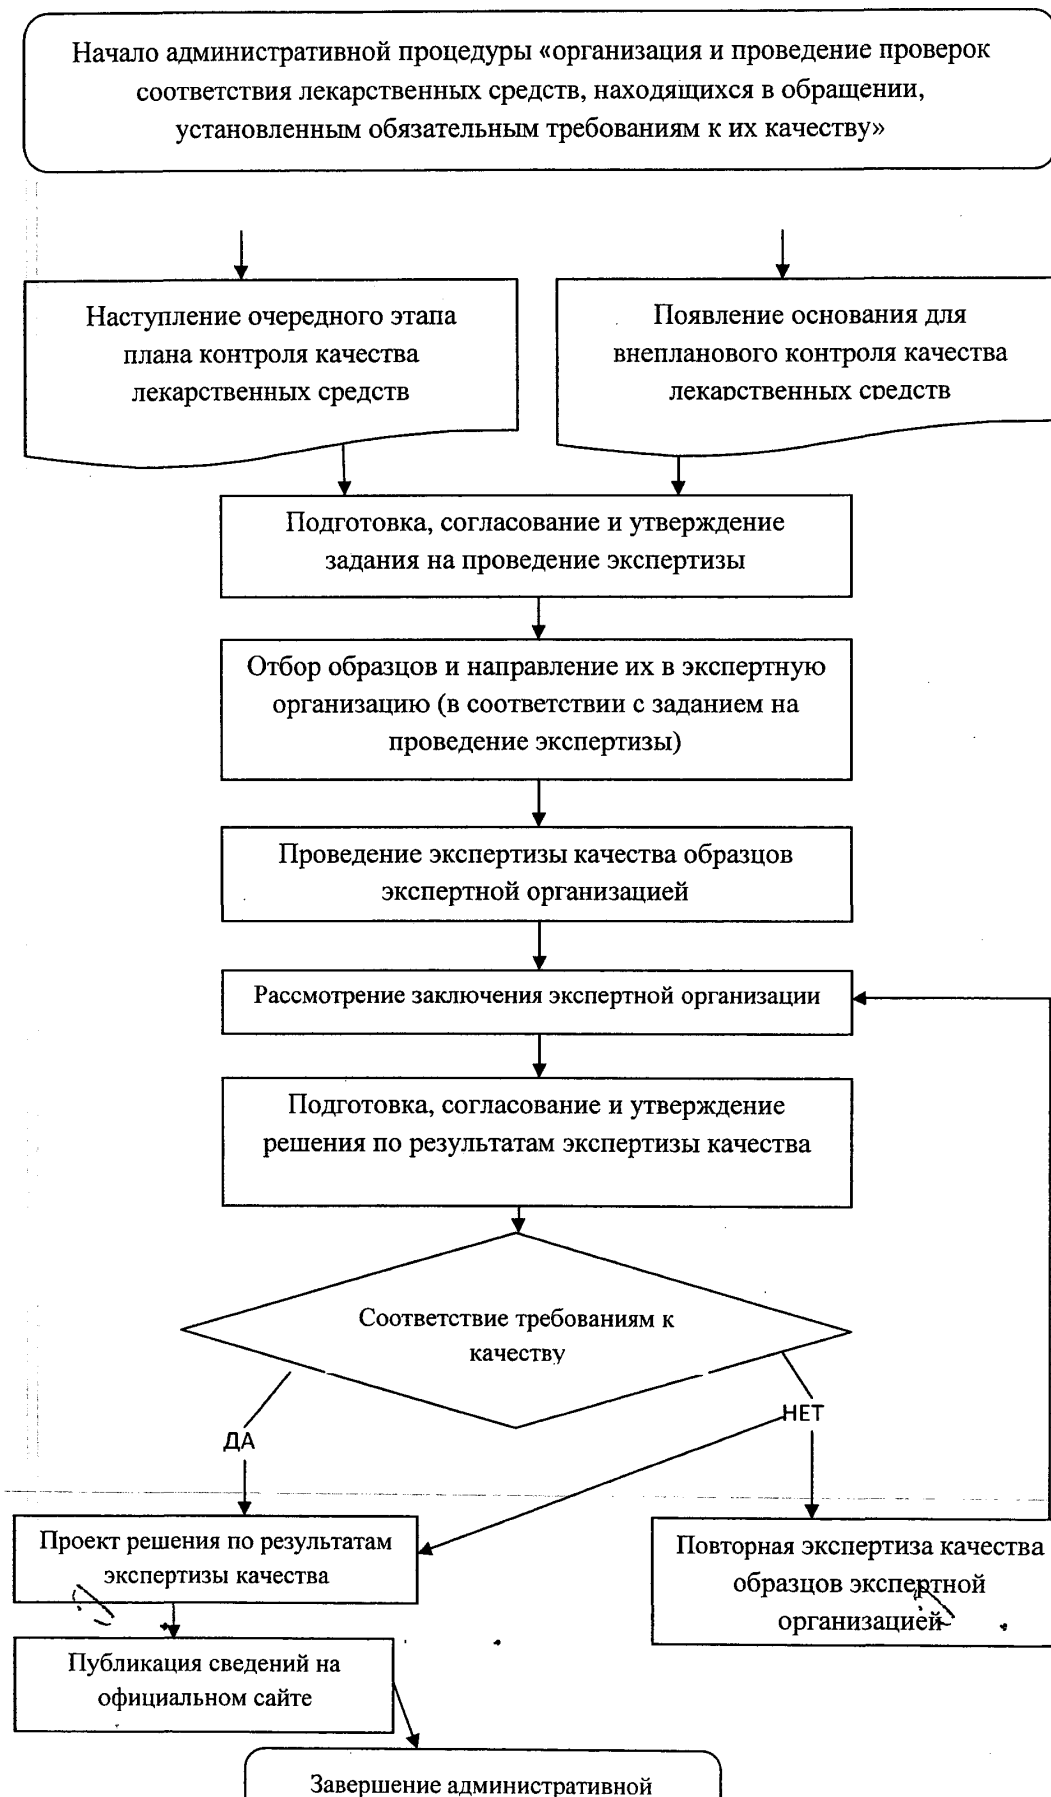 Начало административной процедуры «организация и проведение проверок
соответствия лекарственных средств, находящихся в обращении,
установленным обязательным требованиям к их качеству»
Наступление очередного этапа
плана контроля качества
лекарственных средств
Появление основания для
внепланового контроля качества
лекарственных средств
Подготовка, согласование и утверждение
задания на проведение экспертизы
Отбор образцов и направление их в экспертную
организацию (в соответствии с заданием на
проведение экспертизы)
Проведение экспертизы качества образцов
экспертной организацией
Рассмотрение заключения экспертной организации
Подготовка, согласование и утверждение
решения по результатам экспертизы качества
Соответствие требованиям к
качеству
НЕТ
ДА
Проект решения по результатам
экспертизы качества
Повторная экспертиза качества
образцов экспертной
организацией
Публикация сведений на
официальном сайте
Завершение административной